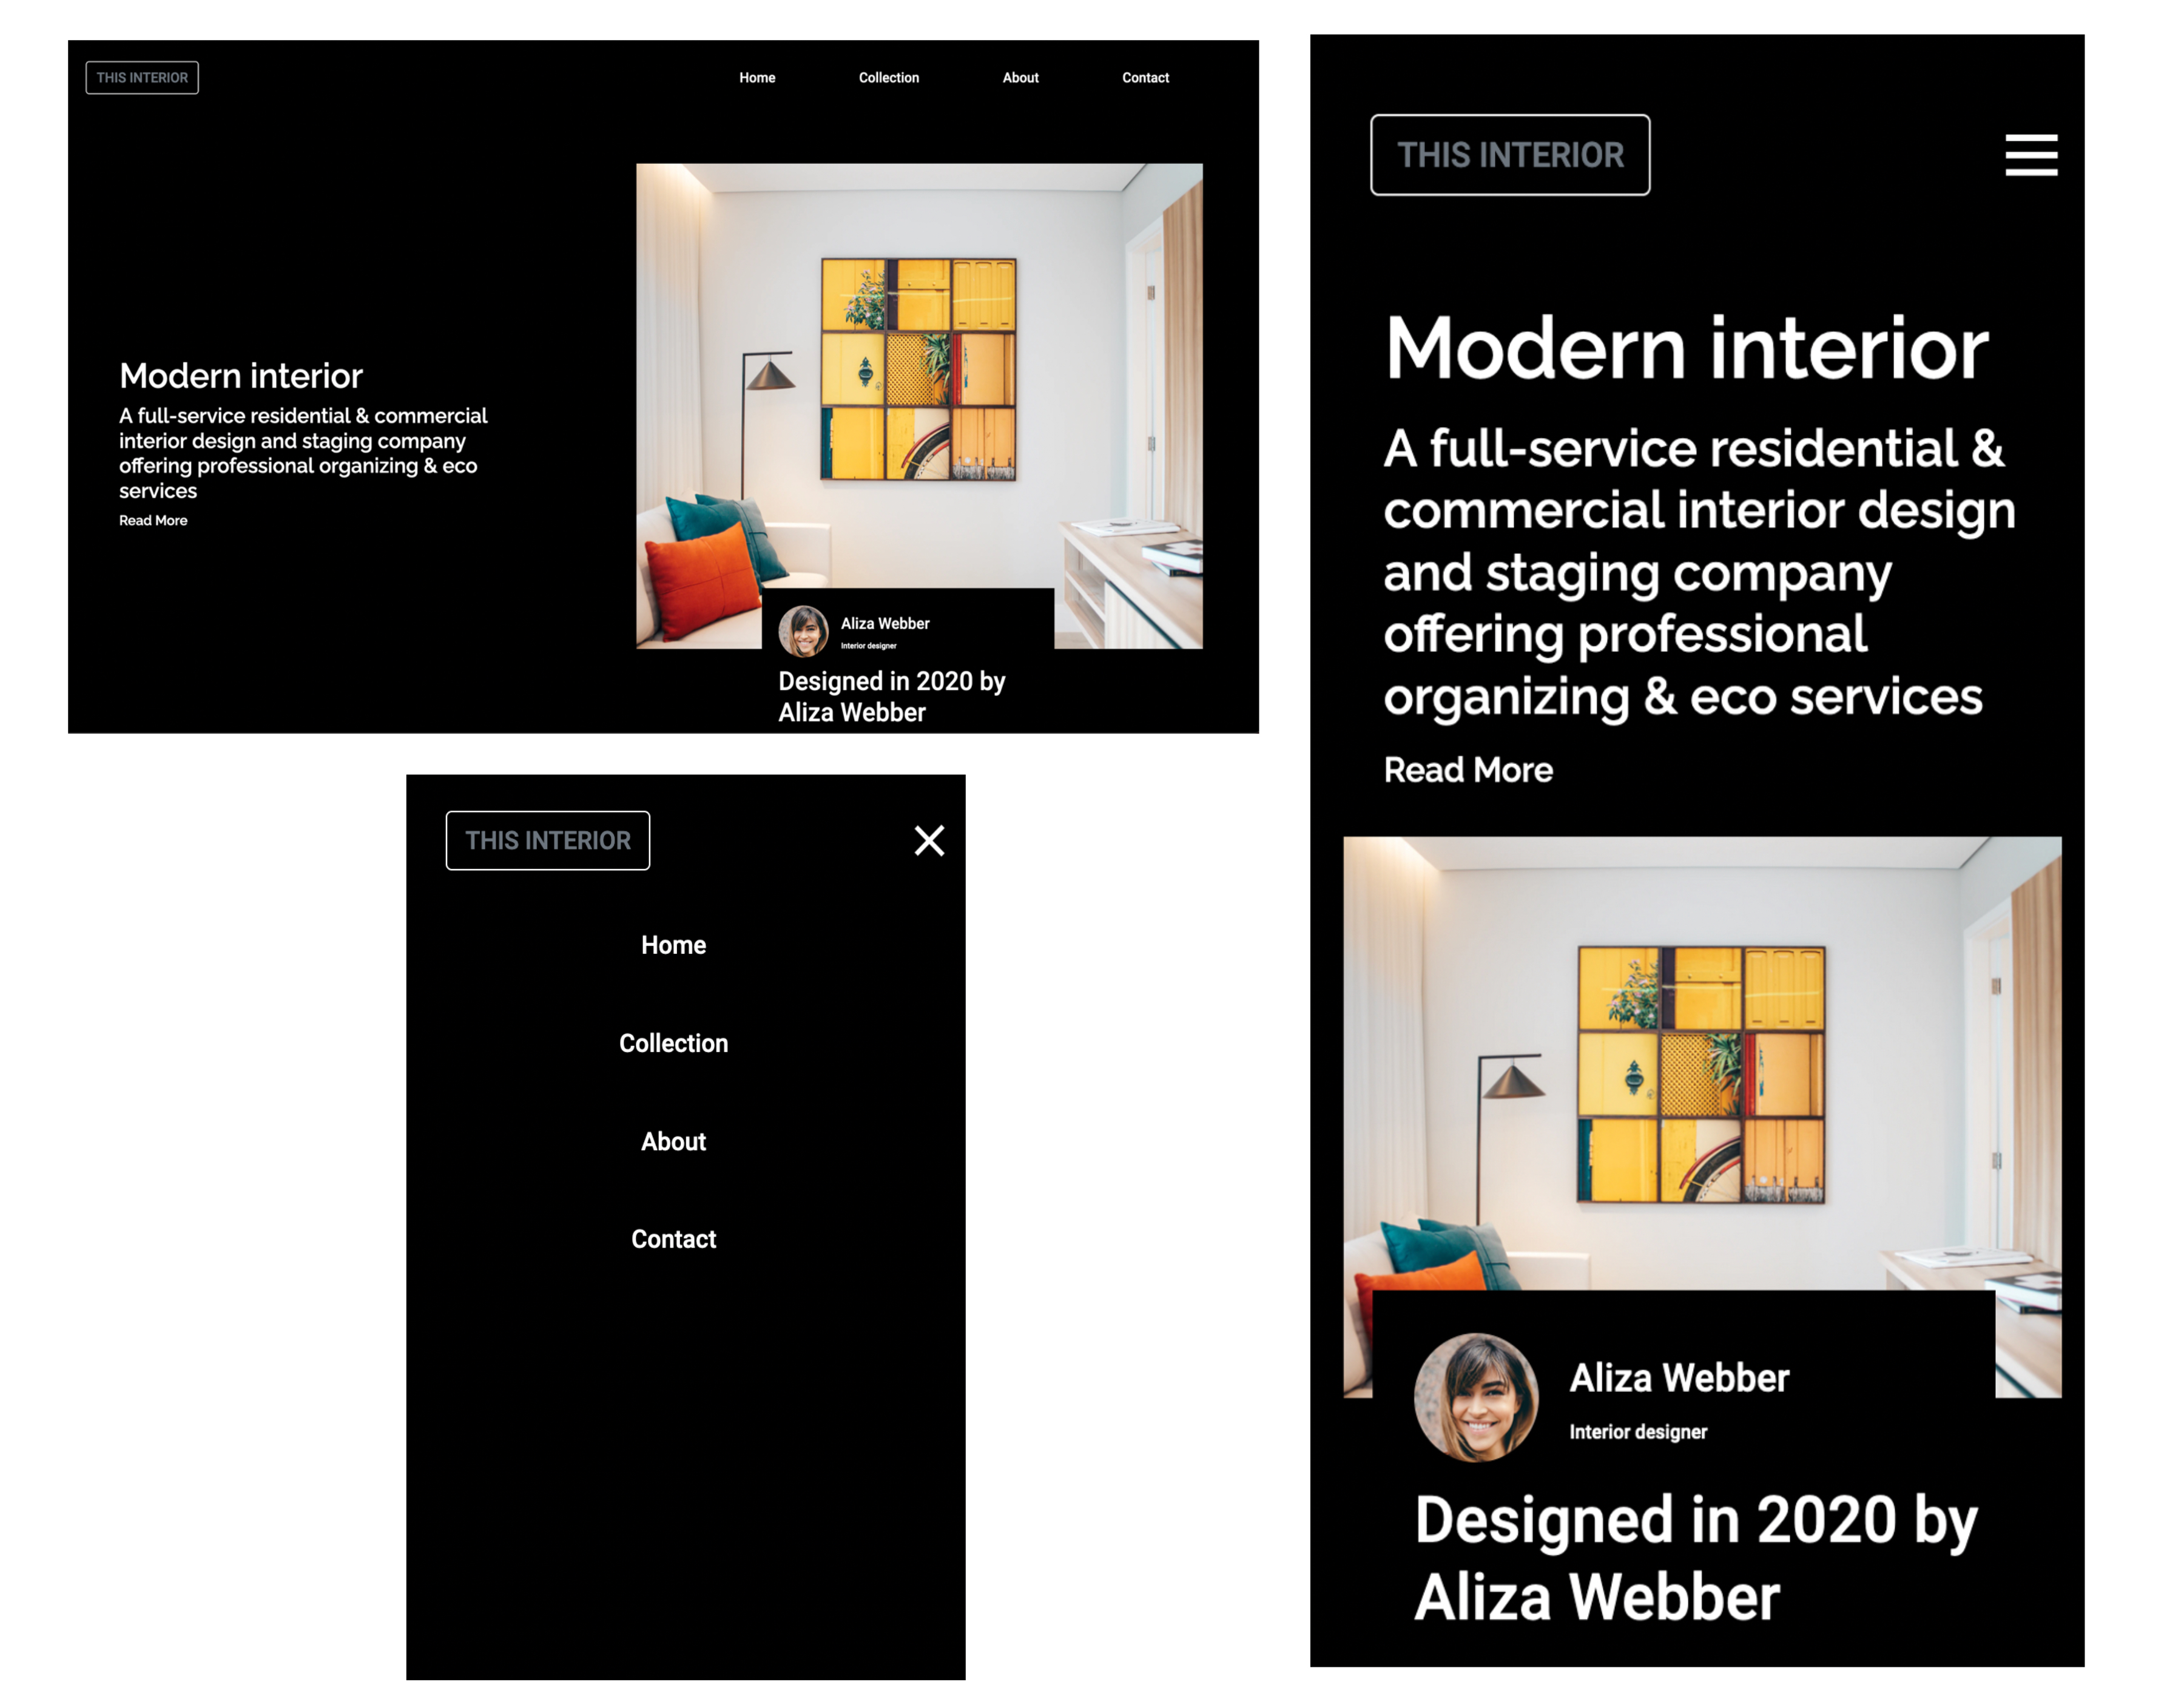 THIS INTERIOR
Home
Collection
About
Contact
Modern interior
A full-service residential & commercial
interior design and staging company
offering professional organizing & eco
services
Read More
Aliza Webber
Interior designer
Designed in 2020 by
Aliza Webber
THIS INTERIOR
Home
Collection
About
Contact
THIS INTERIOR
Modern interior
A full-service residential &
commercial interior design
and staging company
offering professional
organizing & eco services
Read More
Aliza Webber
Interior designer
Designed in 2020 by
Aliza Webber